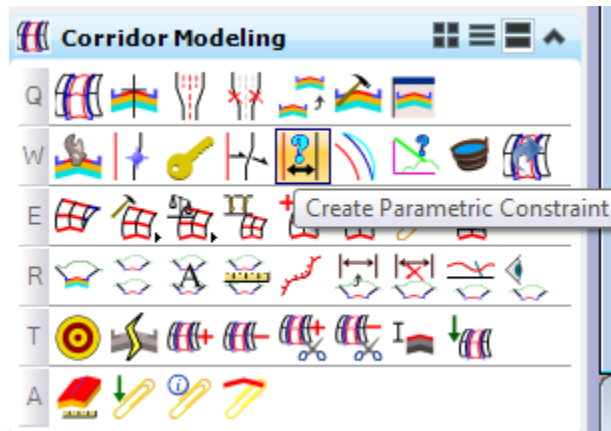 Corridor Modeling
Q
W
Create Parametric Constraint
E
R
A
T
I
A